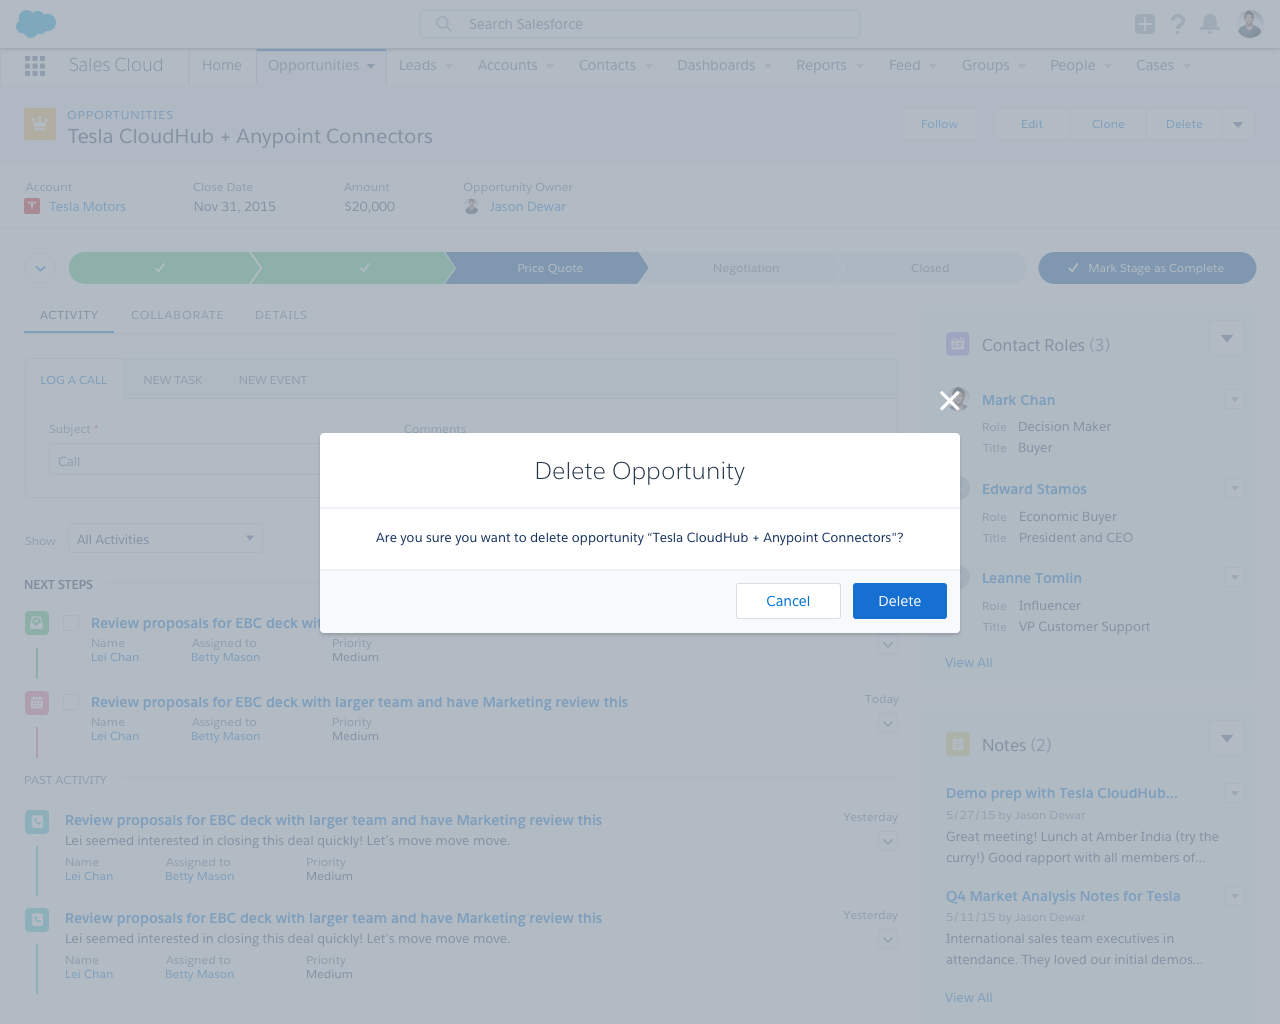 Search Salesforce
Sales Cloud Home Opportunities Leads Accounts Contacts Dashboards Reports Feed Groups People Cases
OPPORTUNITIES
Tesla CloudHub + Anypoint Connectors
Follow Edit Clone Delete
Account Close Date Amount Opportunity Owner
Tesla Motors Nov 31, 2015 $20,000 Jason Dewar
Price Quote Negotiation Closed Mark Stage as Complete
ACTIVITY COLLABORATE DETAILS
LOG A CALL NEW TASK NEW EVENT
Subject * Comments
Call
Show All Activities
NEXT STEPS
Review proposals for EBC deck wi
Name Assigned to Priority
Lei Chan Betty Mason Medium
Review proposals for EBC deck with larger team and have Marketing review this Today
Name Assigned to Priority
Lei Chan Betty Mason Medium
PAST ACTIVITY
Review proposals for EBC deck with larger team and have Marketing review this Yesterday
Lei seemed interested in closing this deal quickly! Let's move move move.
Name Assigned to Priority
Lei Chan Betty Mason Medium
Review proposals for EBC deck with larger team and have Marketing review this Yesterday
Lei seemed interested in closing this deal quickly! Let's move move move.
Name Assigned to Priority
Lei Chan Betty Mason Medium
Delete Opportunity
Are you sure you want to delete opportunity "Tesla CloudHub + Anypoint Connectors"?
Cancel Delete
Contact Roles (3)
Mark Chan
Role Decision Maker
Title Buyer
Edward Stamos
Role Economic Buyer
Title President and CEO
Leanne Tomlin
Role Influencer
Title VP Customer Support
View All
Notes (2)
Demo prep with Tesla CloudHub...
5/27/15 by Jason Dewar
Great meeting! Lunch at Amber India (try the
curry!) Good rapport with all members of...
Q4 Market Analysis Notes for Tesla
5/11/15 by Jason Dewar
International sales team executives in
attendance. They loved our initial demos...
View All